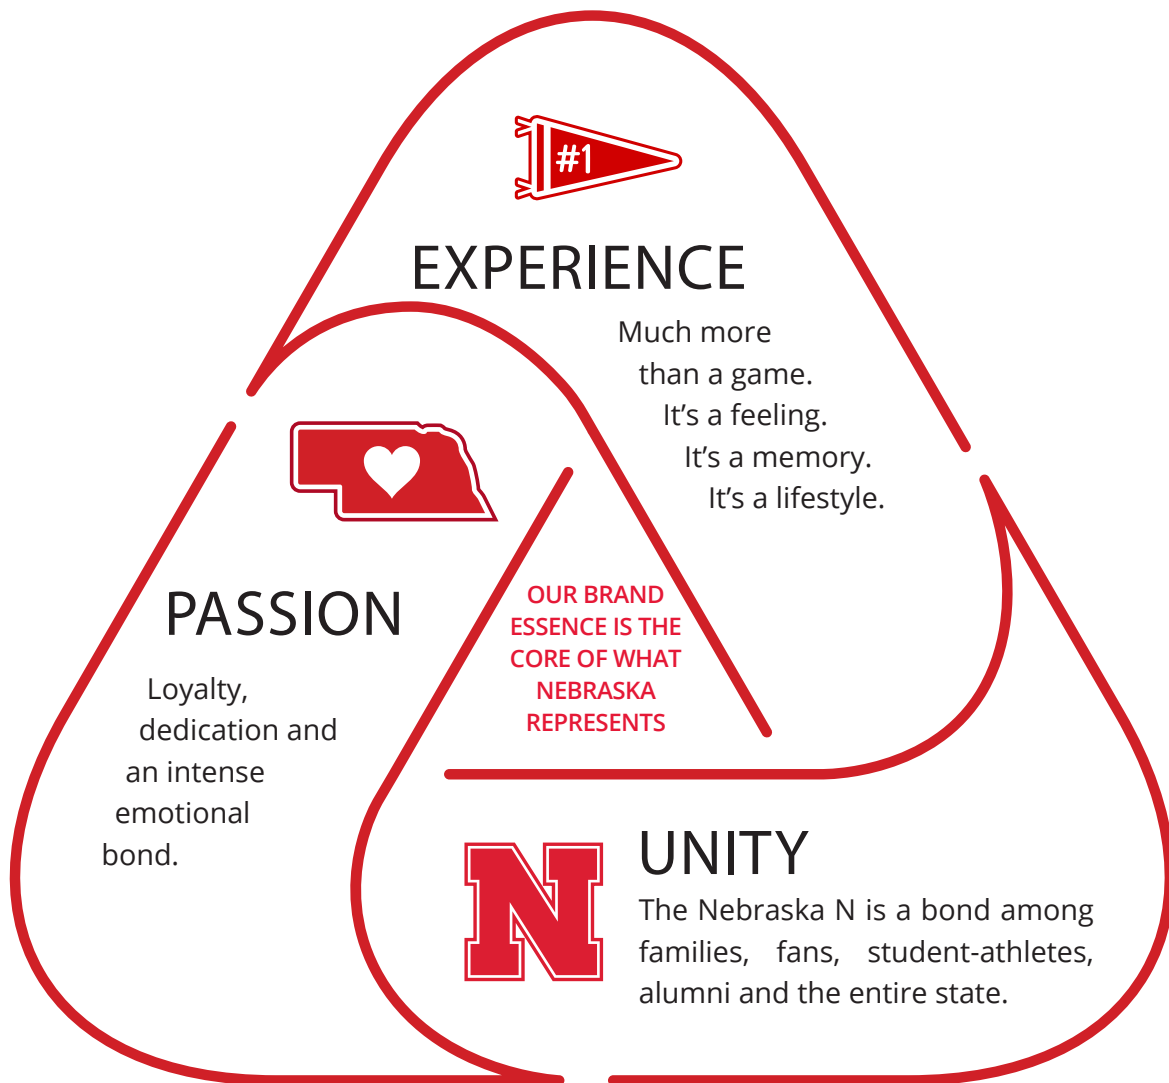 #1
EXPERIENCE
Much more
than a game.
It’s a feeling.
It’s a memory.
It’s a lifestyle.
PASSION
Loyalty,
dedication and
an intense
emotional
bond.
OUR BRAND
ESSENCE IS THE
CORE OF WHAT
NEBRASKA
REPRESENTS
N
UNITY
The Nebraska N is a bond among
families, fans, student-athletes,
alumni and the entire state.